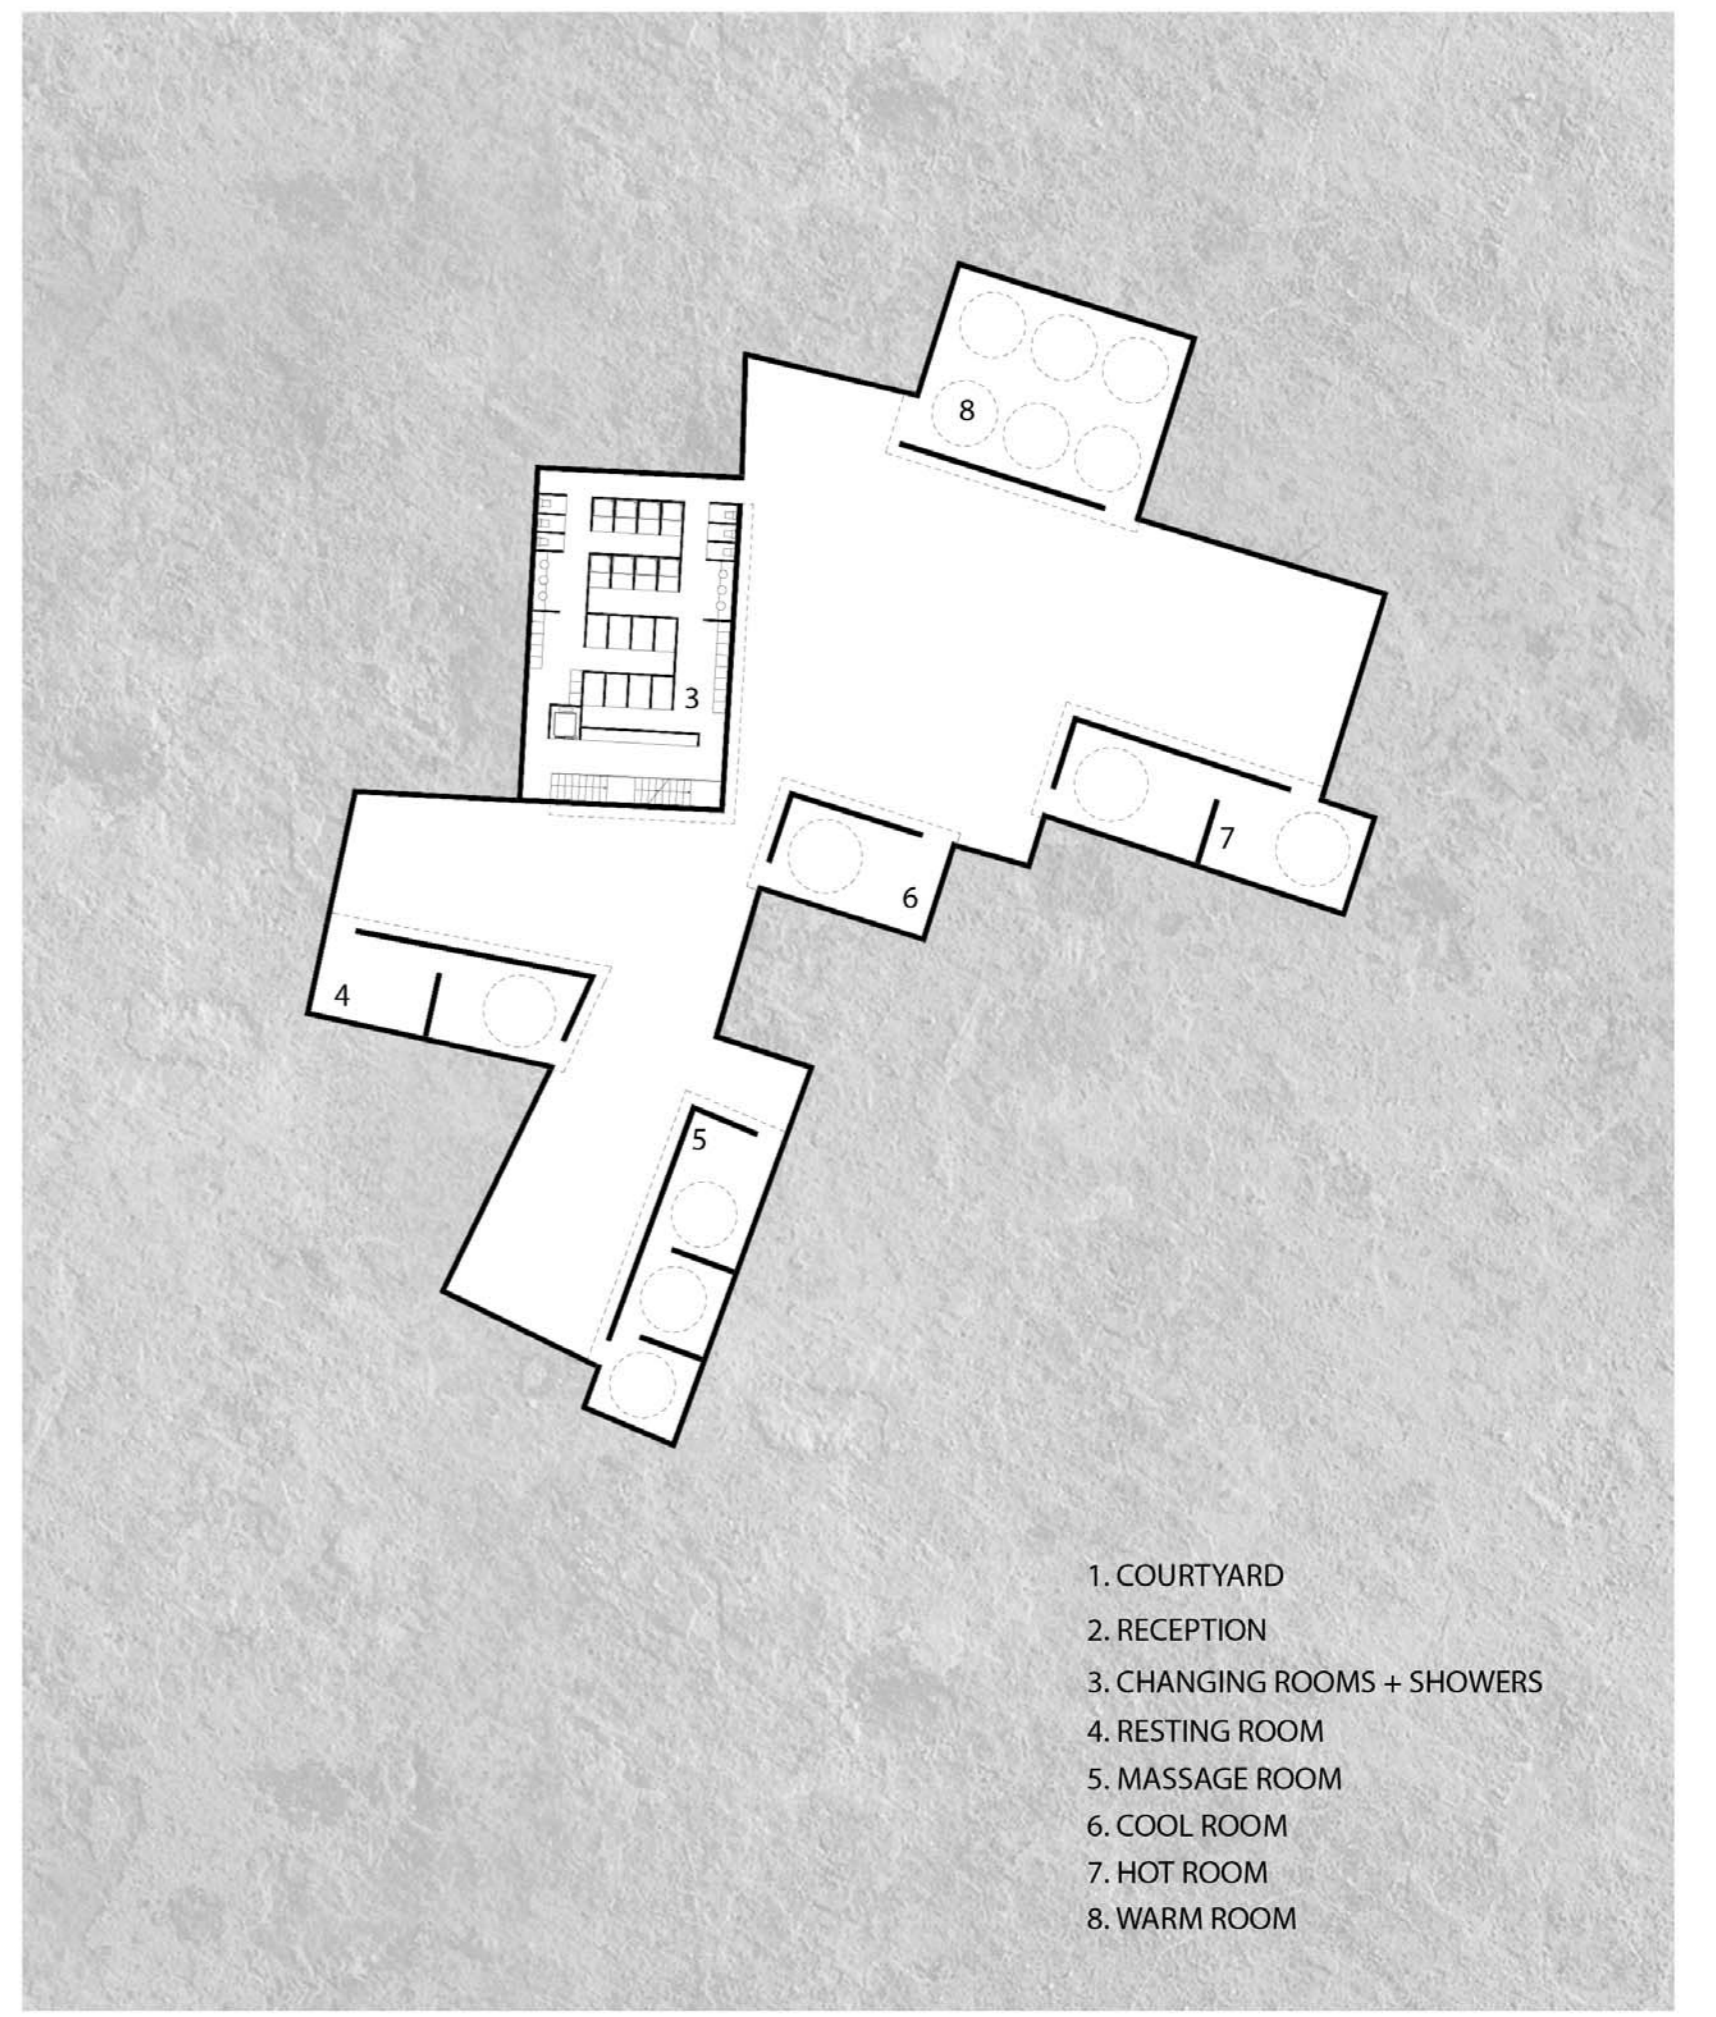 8
3
7
6
4
5
1. COURTYARD
2. RECEPTION
3. CHANGING ROOMS + SHOWERS
4. RESTING ROOM
5. MASSAGE ROOM
6. COOL ROOM
7. HOT ROOM
8. WARM ROOM